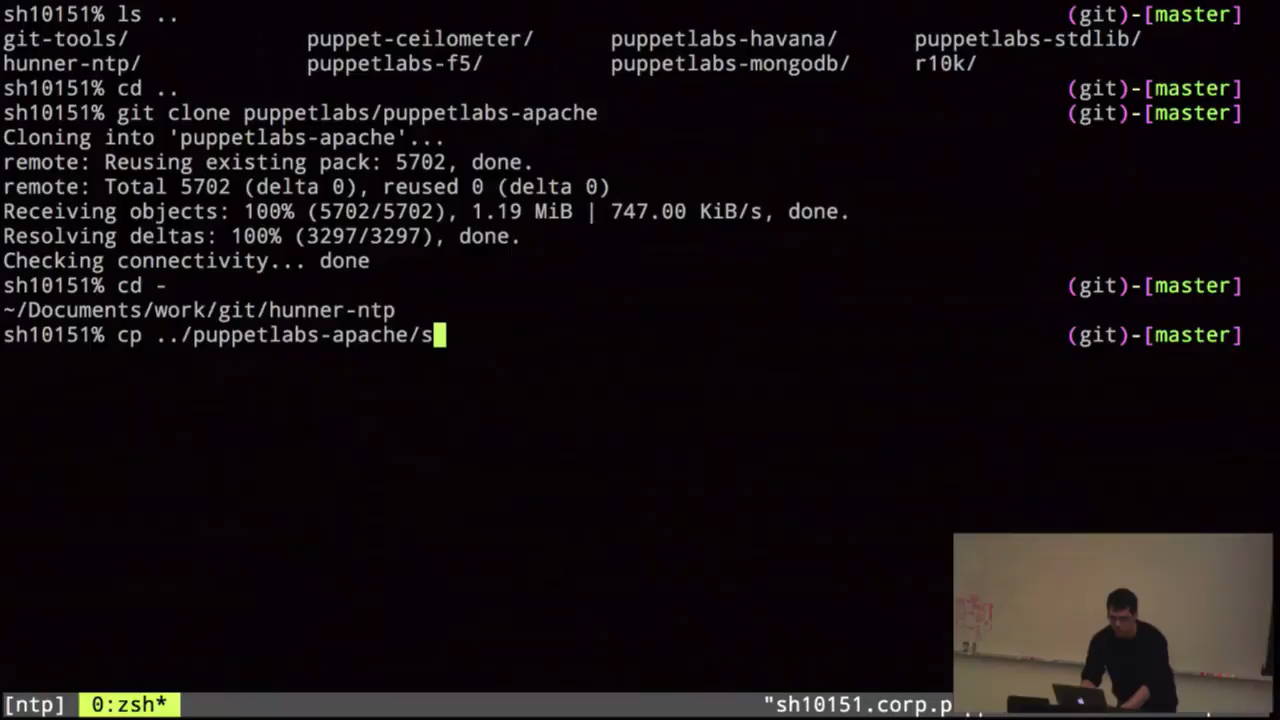 sh10151% ls .. (git)-[master]
git-tools/ puppet-ceilometer/ puppetlabs-havana/ puppetlabs-stdlib/
hunner-ntp/ puppetlabs-f5/ puppetlabs-mongodb/ r10k/
sh10151% cd .. (git)-[master]
sh10151% git clone puppetlabs/puppetlabs-apache (git)-[master]
Cloning into 'puppetlabs-apache'...
remote: Reusing existing pack: 5702, done.
remote: Total 5702 (delta 0), reused 0 (delta 0)
Receiving objects: 100% (5702/5702), 1.19 MiB | 747.00 KiB/s, done.
Resolving deltas: 100% (3297/3297), done.
Checking connectivity... done
sh10151% cd - (git)-[master]
~/Documents/work/git/hunner-ntp
sh10151% cp ../puppetlabs-apache/s (git)-[master]
[ntp] 0:zsh* "sh10151.corp.p